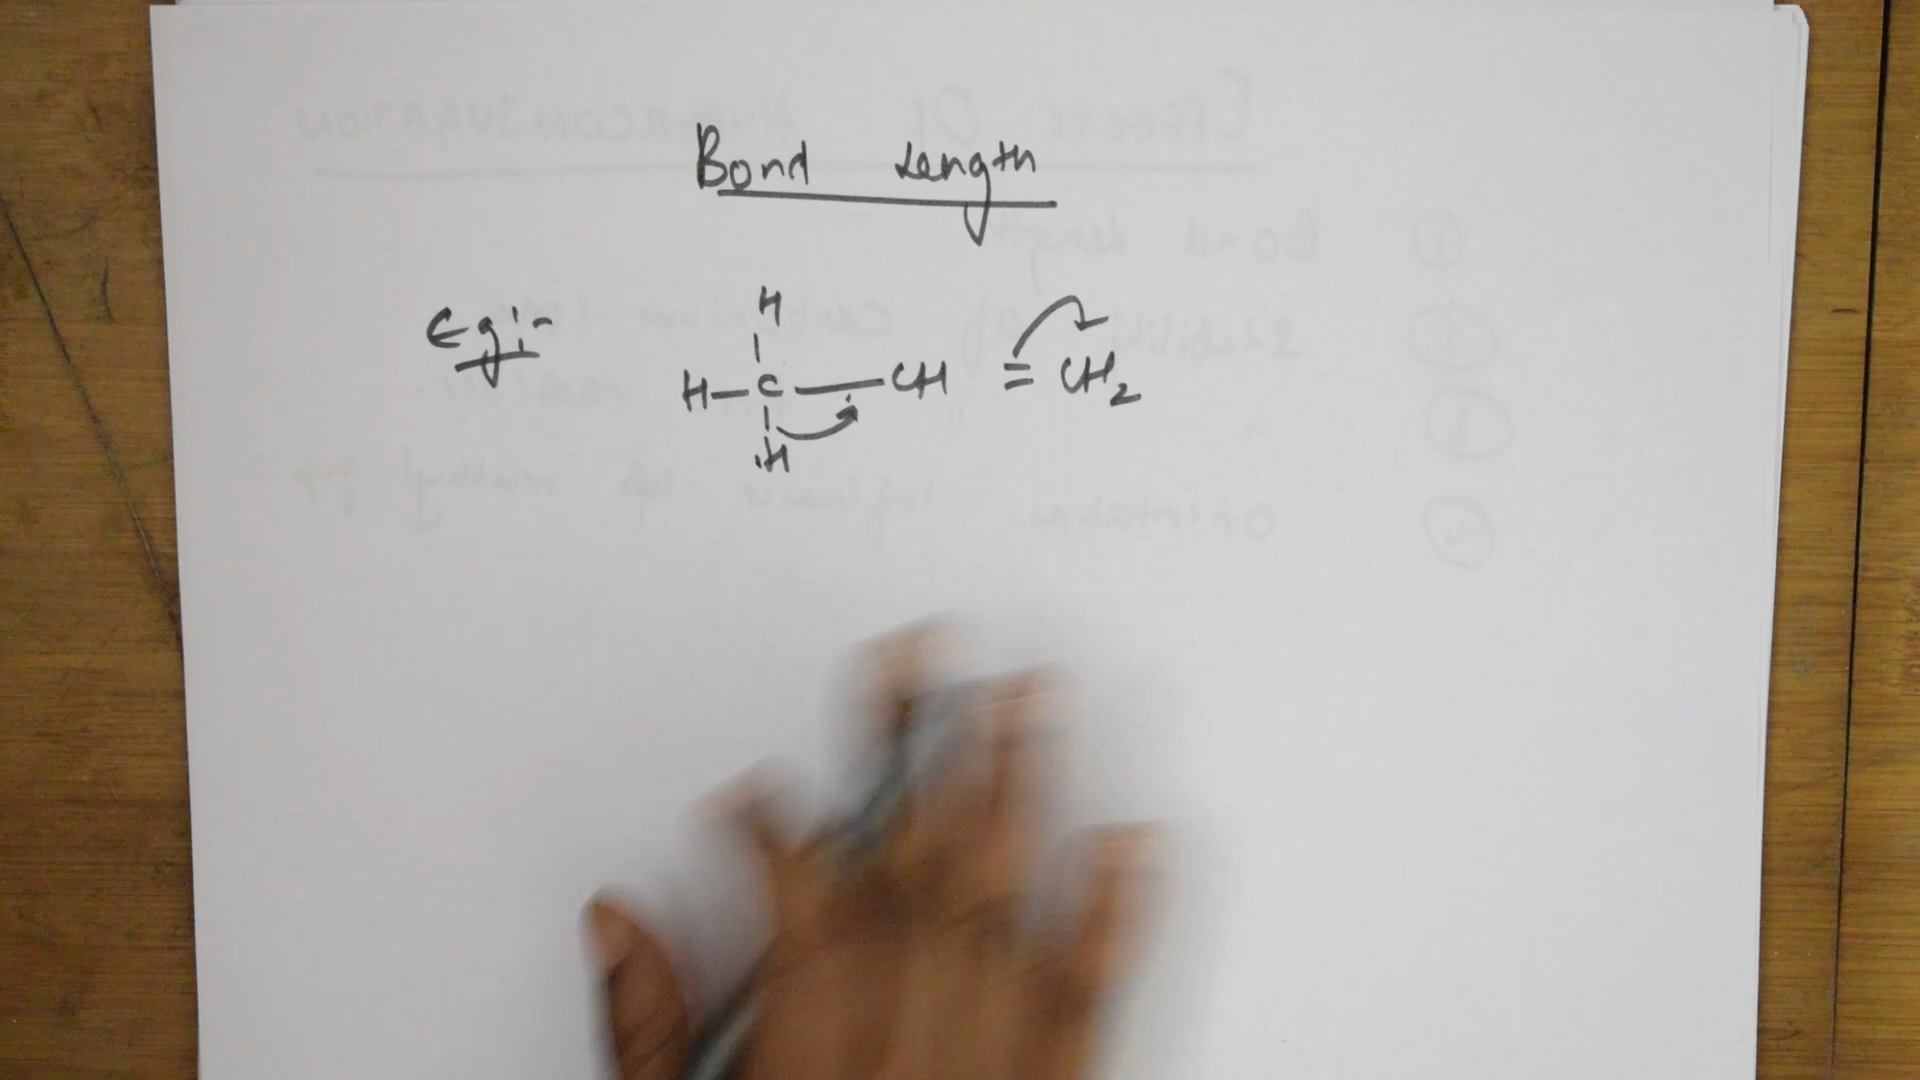 Bond Length
Eg:-
H
H-C-CH=CH2
H